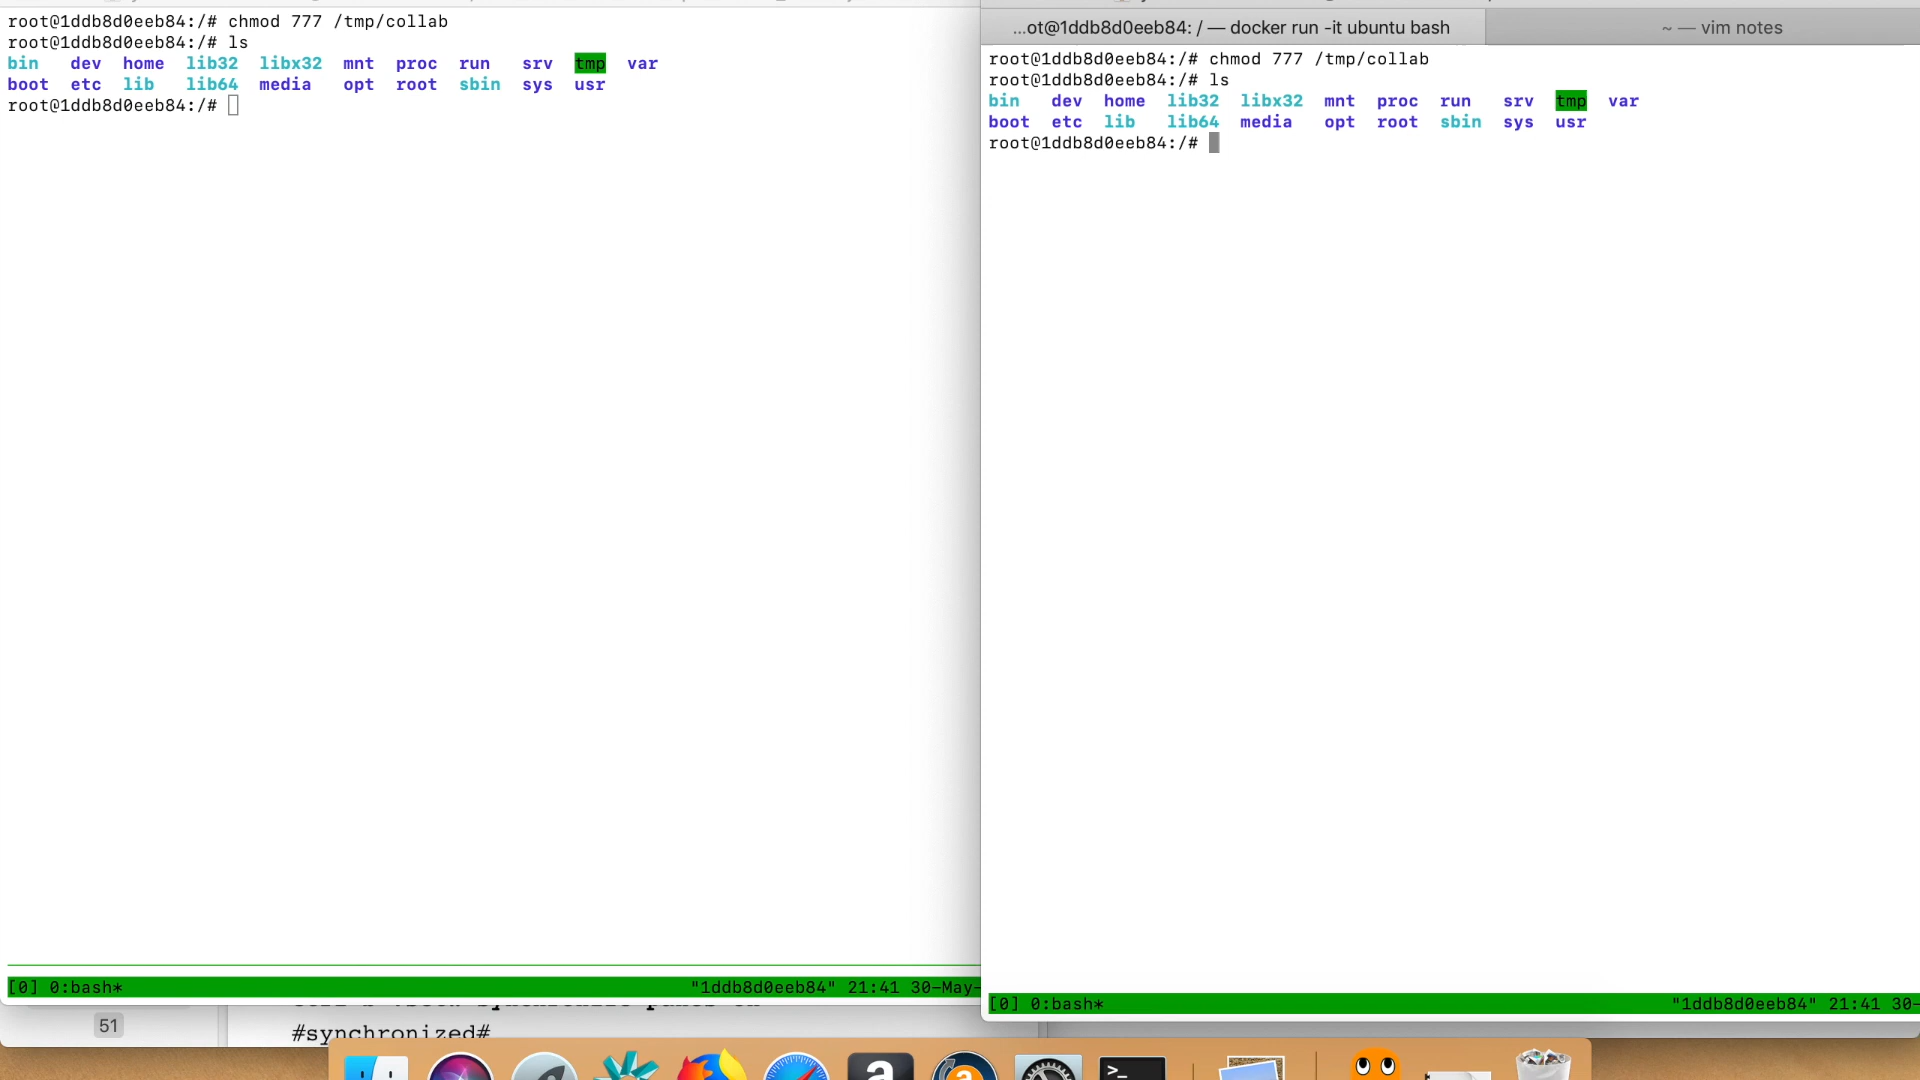 root@1ddb8d0eeb84:/# chmod 777 /tmp/collab
root@1ddb8d0eeb84:/# ls
bin dev home lib32 libx32 mnt proc run srv tmp var
boot etc lib lib64 media opt root sbin sys usr
root@1ddb8d0eeb84:/#
[0] 0:bash* "1ddb8d0eeb84" 21:41 30-May-
51
#synchronized#
...ot@1ddb8d0eeb84: / — docker run -it ubuntu bash
~ — vim notes
root@1ddb8d0eeb84:/# chmod 777 /tmp/collab
root@1ddb8d0eeb84:/# ls
bin dev home lib32 libx32 mnt proc run srv tmp var
boot etc lib lib64 media opt root sbin sys usr
root@1ddb8d0eeb84:/#
[0] 0:bash* "1ddb8d0eeb84" 21:41 30-